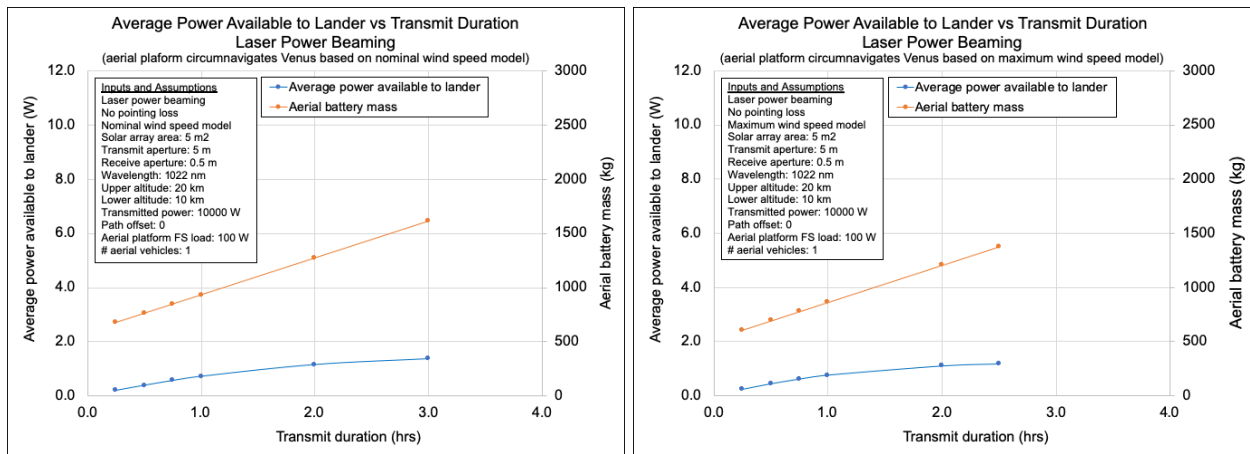 Average Power Available to Lander vs Transmit Duration
Laser Power Beaming
(aerial plaform circumnavigates Venus based on nominal wind speed model)
12.0
10.0
8.0
6.0
4.0
2.0
0.0
Average power available to lander (W)
Inputs and Assumptions
Laser power beaming
No pointing loss
Nominal wind speed model
Solar array area: 5 m2
Transmit aperture: 5 m
Receive aperture: 0.5 m
Wavelength: 1022 nm
Upper altitude: 20 km
Lower altitude: 10 km
Transmitted power: 10000 W
Path offset: 0
Aerial platform FS load: 100 W
# aerial vehicles: 1
Average power available to lander
Aerial battery mass
3000
2500
2000
1500
1000
500
0
Aerial battery mass (kg)
0.0 1.0 2.0 3.0 4.0
Transmit duration (hrs)
Average Power Available to Lander vs Transmit Duration
Laser Power Beaming
(aerial platform circumnavigates Venus based on maximum wind speed model)
12.0
10.0
8.0
6.0
4.0
2.0
0.0
Average power available to lander (W)
Inputs and Assumptions
Laser power beaming
No pointing loss
Maximum wind speed model
Solar array area: 5 m2
Transmit aperture: 5 m
Receive aperture: 0.5 m
Wavelength: 1022 nm
Upper altitude: 20 km
Lower altitude: 10 km
Transmitted power: 10000 W
Path offset: 0
Aerial platform FS load: 100 W
# aerial vehicles: 1
Average power available to lander
Aerial battery mass
3000
2500
2000
1500
1000
500
0
Aerial battery mass (kg)
0.0 1.0 2.0 3.0 4.0
Transmit duration (hrs)